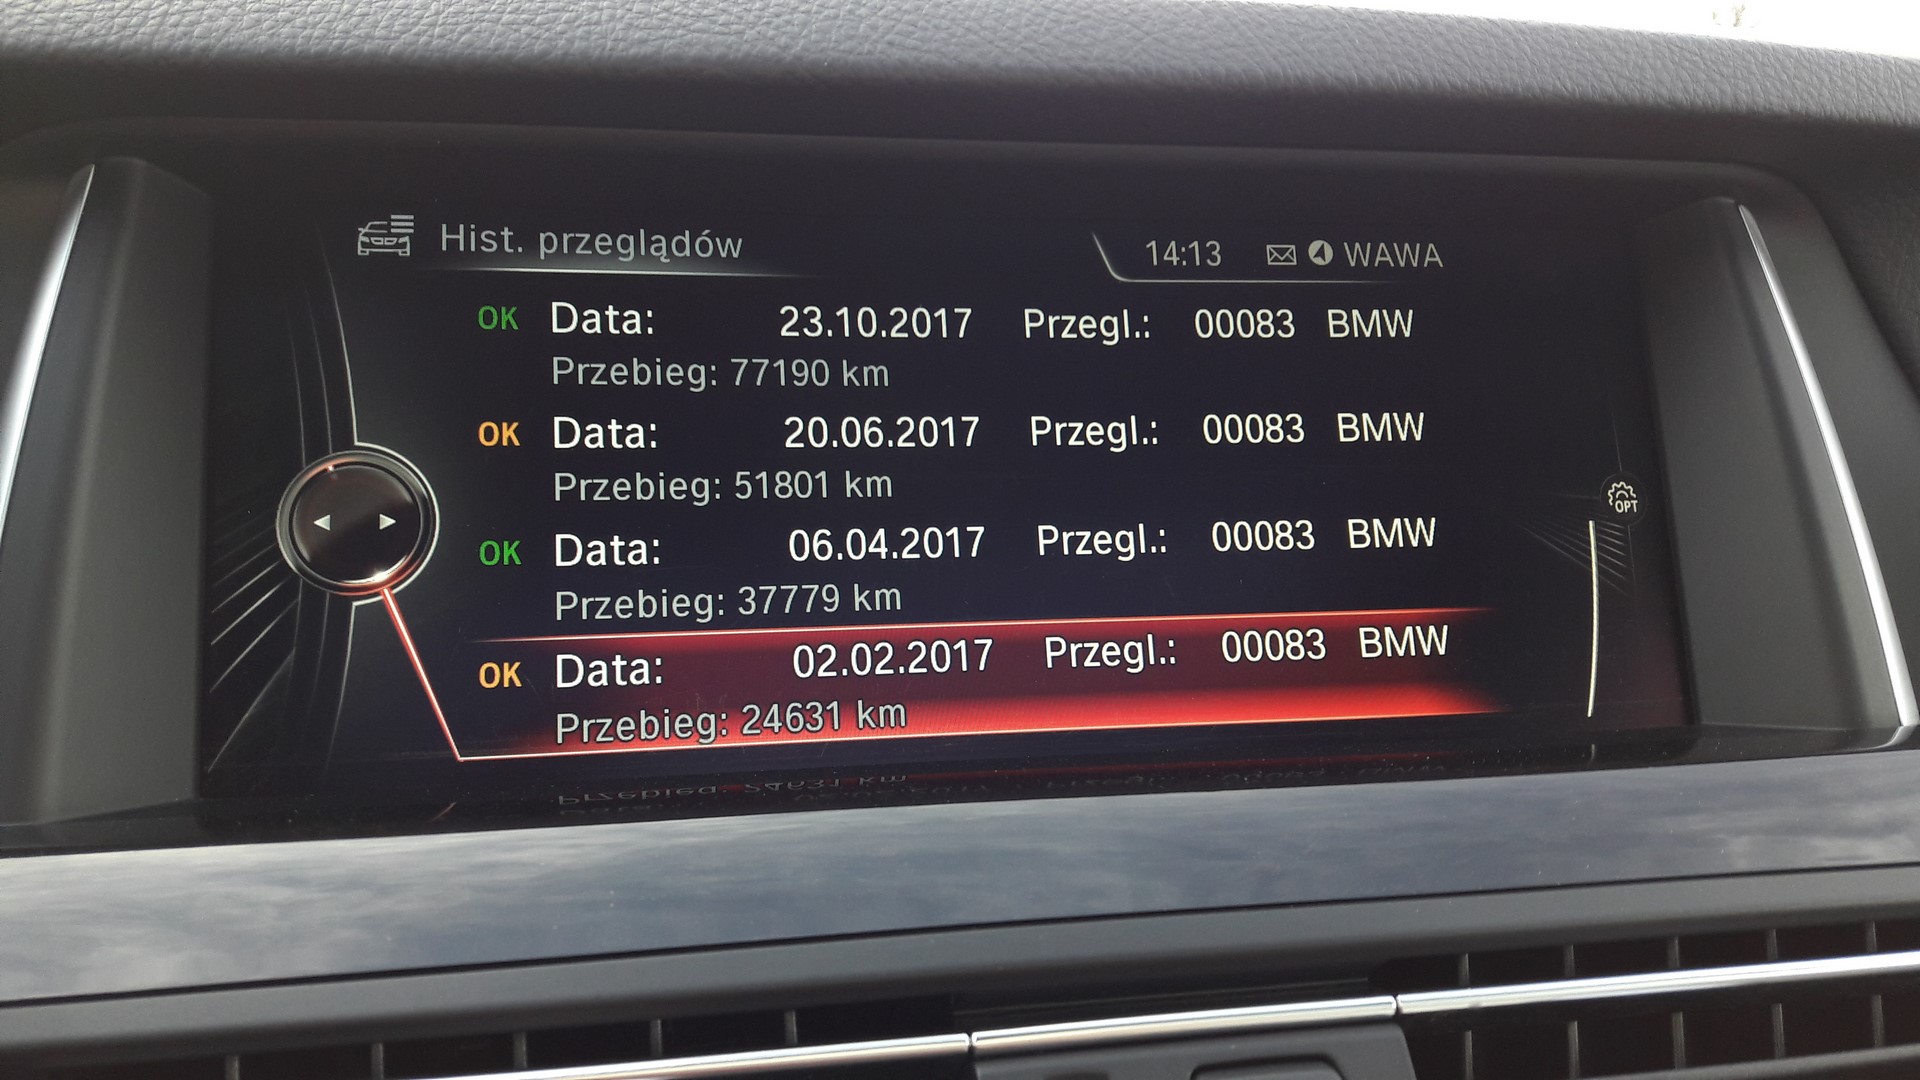 Hist. przeglądów
14:13 WAWA
OK Data: 23.10.2017 Przegl.: 00083 BMW
Przebieg: 77190 km
OK Data: 20.06.2017 Przegl.: 00083 BMW
Przebieg: 51801 km
OK Data: 06.04.2017 Przegl.: 00083 BMW
Przebieg: 37779 km
OK Data: 02.02.2017 Przegl.: 00083 BMW
Przebieg: 24631 km
OPT